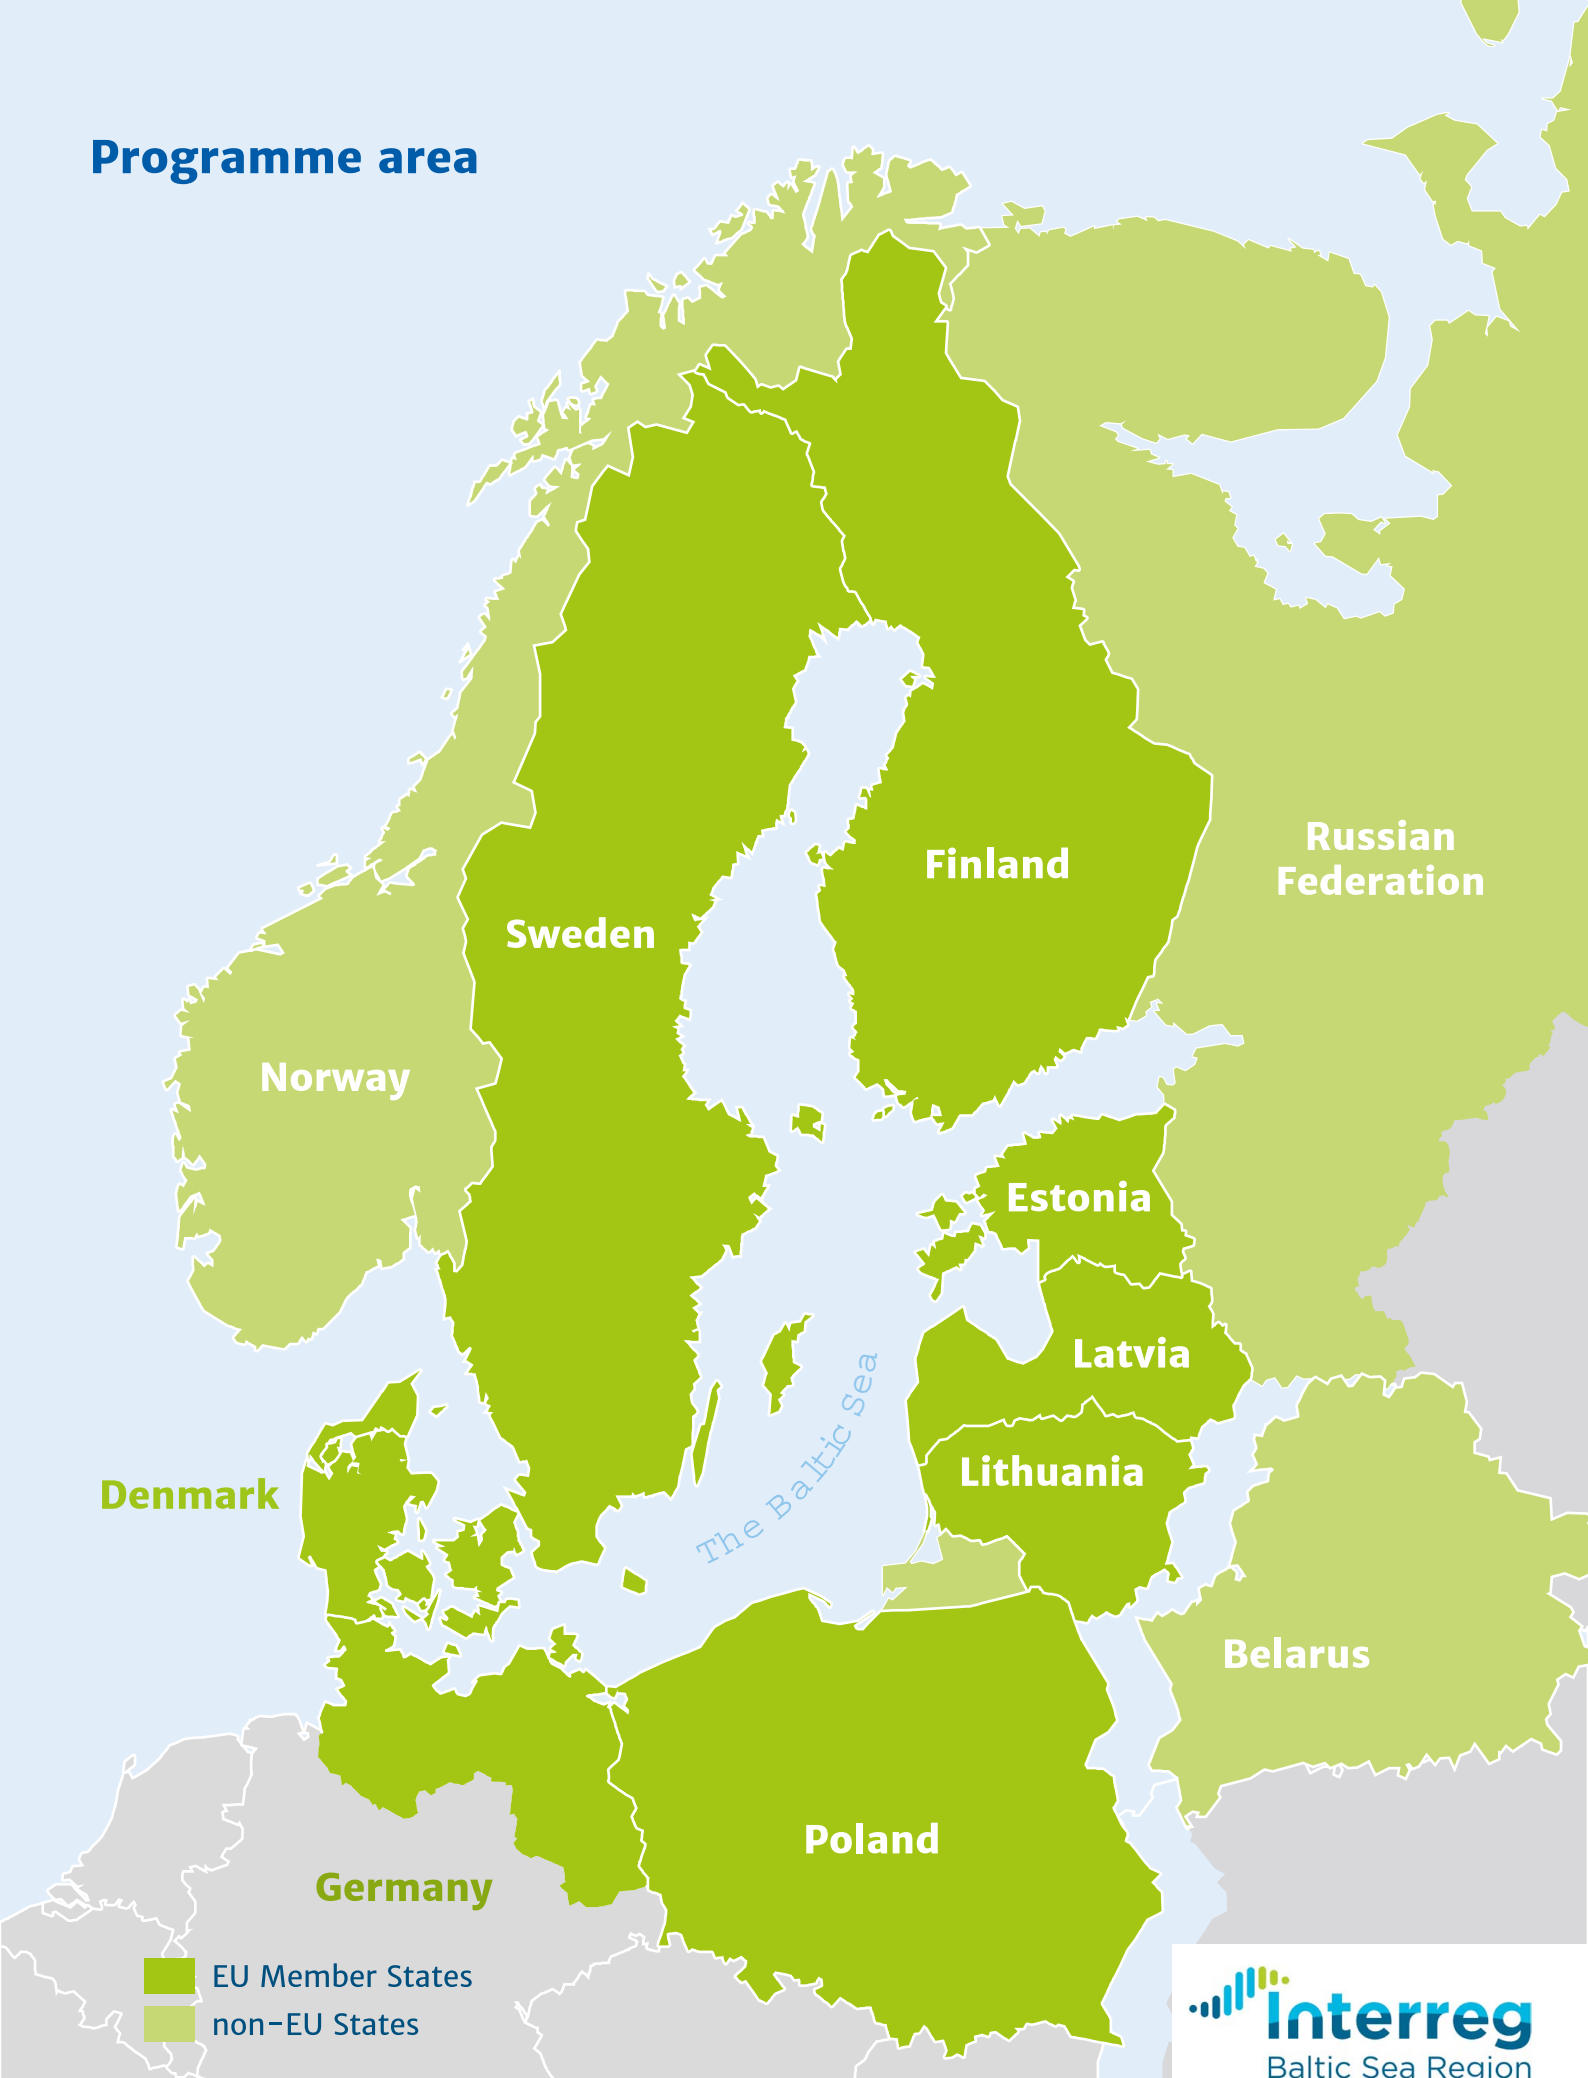 Programme area
Russian
Federation
Finland
Sweden
Norway
Estonia
Latvia
The Baltic Sea
Lithuania
Denmark
Belarus
Poland
Germany
EU Member States
non-EU States
Interreg
Baltic Sea Region